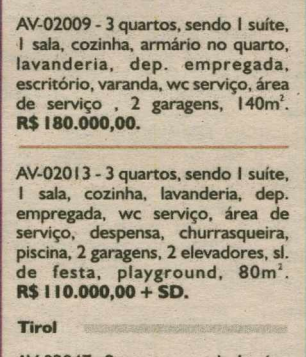 AV-02009 - 3 quartos, sendo 1 suíte,
1 sala, cozinha, armário no quarto,
lavanderia, dep. empregada,
escritório, varanda, wc serviço, área
de serviço , 2 garagens, 140m².
R$ 180.000,00.
AV-02013 - 3 quartos, sendo 1 suíte,
1 sala, cozinha, lavanderia, dep.
empregada, wc serviço, área de
serviço, despensa, churrasqueira,
piscina, 2 garagens, 2 elevadores, sl.
de festa, playground, 80m².
R$ 110.000,00 + SD.
Tirol